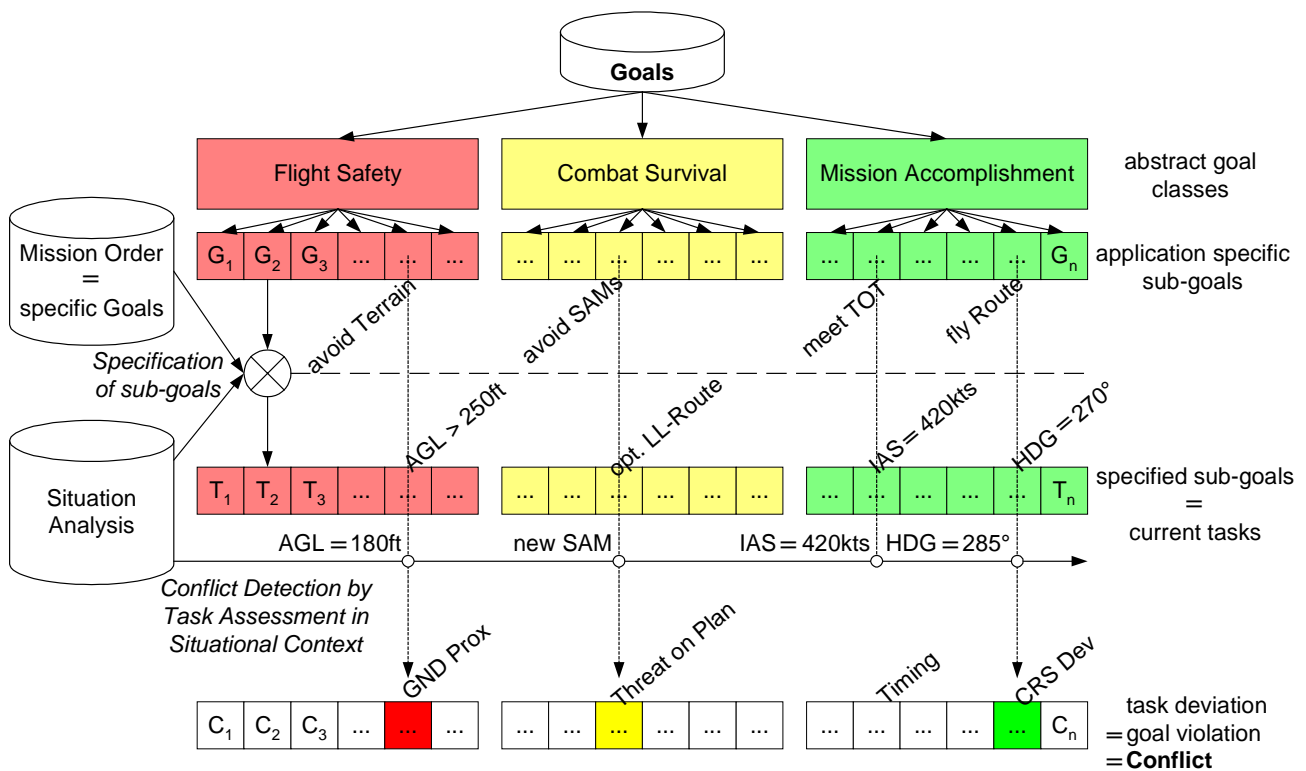 Goals
Flight Safety
Combat Survival
Mission Accomplishment
abstract goal
classes
Mission Order
=
specific Goals
G1 G2 G3 ... ... ...
... ... ... ... ... ...
... ... ... ... ... Gn
application specific
sub-goals
avoid Terrain
avoid SAMs
meet TOT
fly Route
Specification
of sub-goals
AGL > 250ft
opt. LL-Route
IAS = 420kts
HDG = 270°
Situation
Analysis
T1 T2 T3 ... ... ...
... ... ... ... ... ...
... ... ... ... ... Tn
specified sub-goals
=
current tasks
AGL = 180ft
new SAM
IAS = 420kts
HDG = 285°
Conflict Detection by
Task Assessment in
Situational Context
GND Prox
Threat on Plan
Timing
CRS Dev
C1 C2 C3 ... ... ...
... ... ... ... ... ...
... ... ... ... ... Cn
task deviation
= goal violation
= Conflict